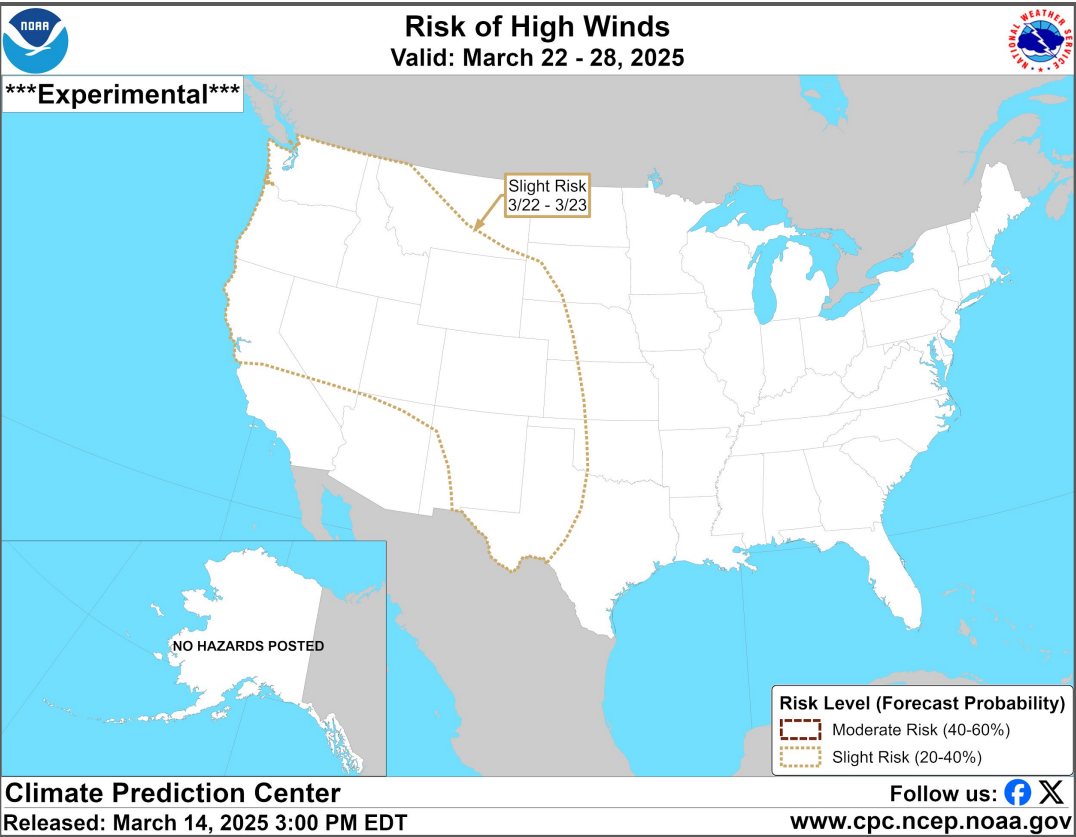 NOAA
Risk of High Winds
Valid: March 22 - 28, 2025
NATIONAL WEATHER SERVICE
***Experimental***
Slight Risk
3/22 - 3/23
NO HAZARDS POSTED
Risk Level (Forecast Probability)
Moderate Risk (40-60%)
Slight Risk (20-40%)
Climate Prediction Center
Follow us:
Released: March 14, 2025 3:00 PM EDT
www.cpc.ncep.noaa.gov